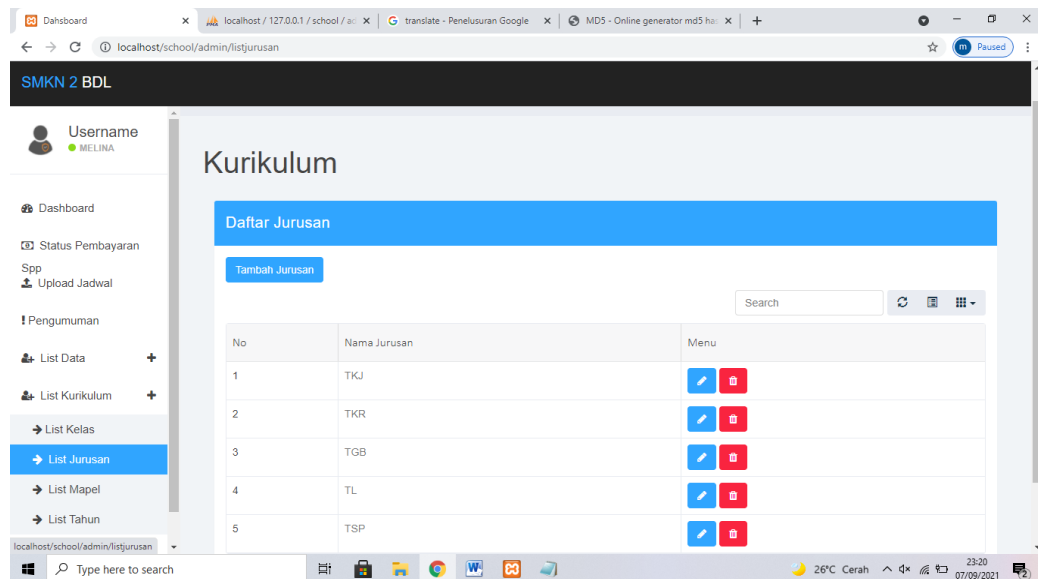 Dahsboard
localhost / 127.0.0.1 / school / ad
translate - Penelusuran Google
MD5 - Online generator md5 has
localhost/school/admin/listjurusan
m Paused
SMKN 2 BDL
Username
MELINA
Kurikulum
Dashboard
Daftar Jurusan
Status Pembayaran
Spp
Tambah Jurusan
Upload Jadwal
Search
! Pengumuman
No Nama Jurusan Menu
List Data
1 TKJ
List Kurikulum
2 TKR
List Kelas
3 TGB
List Jurusan
4 TL
List Mapel
List Tahun
5 TSP
localhost/school/admin/listjurusan
Type here to search
26°C Cerah
23:20
07/09/2021
2